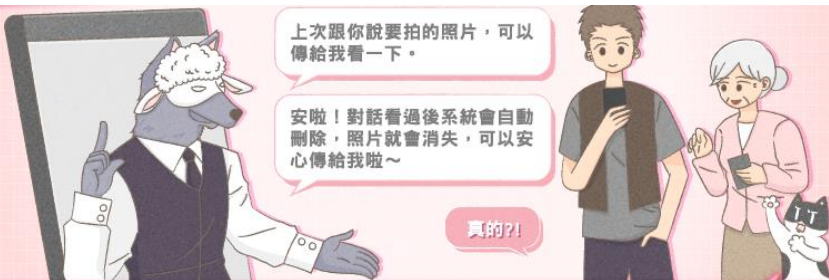 上次跟你說要拍的照片，可以
傳給我看一下。
安啦！對話看過後系統會自動
刪除，照片就會消失，可以安
心傳給我啦～
真的?!